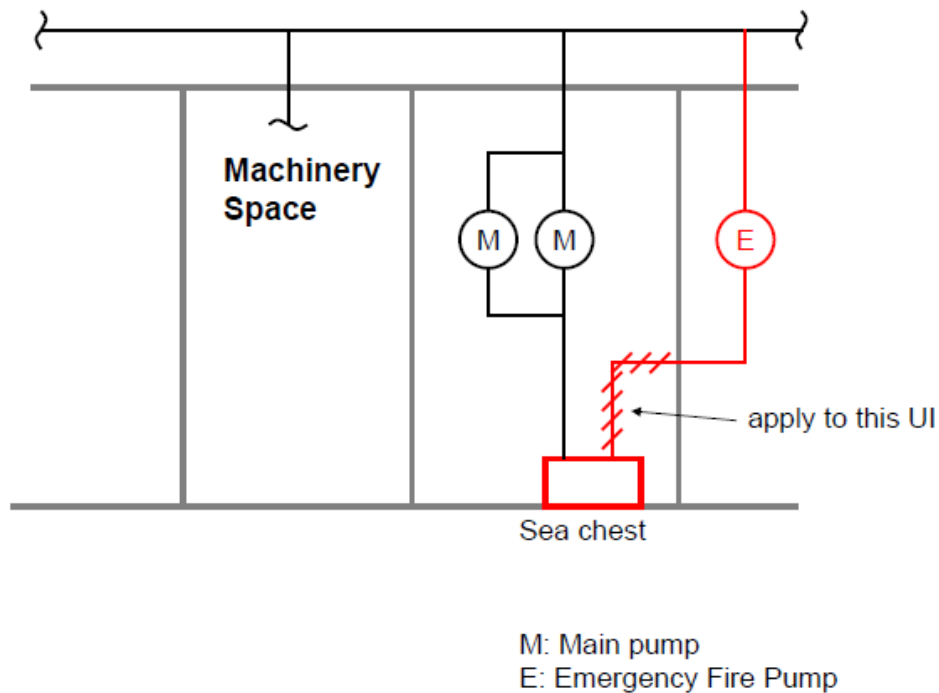 Machinery
Space
M
M
E
apply to this UI
Sea chest
M: Main pump
E: Emergency Fire Pump